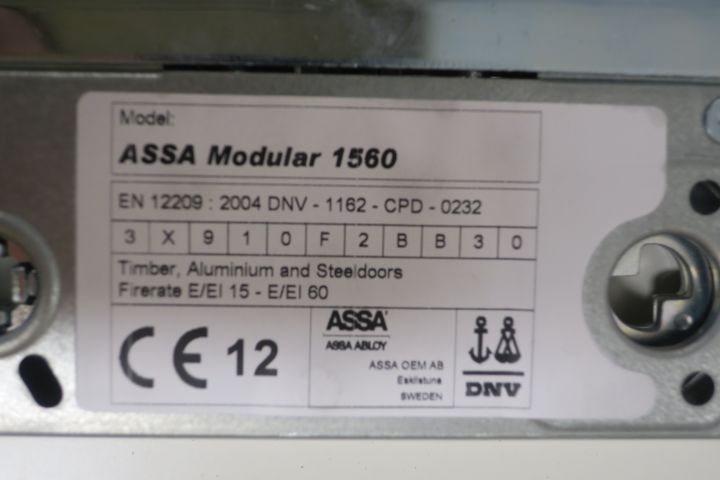 Model:
ASSA Modular 1560
EN 12209 : 2004 DNV - 1162 - CPD - 0232
3 X 9 1 0 F 2 B B 3 0
Timber, Aluminium and Steeldoors
Firerate E/EI 15 - E/EI 60
CE 12
ASSA
ASSA ABLOY
ASSA OEM AB
Eskilstuna
SWEDEN
DNV